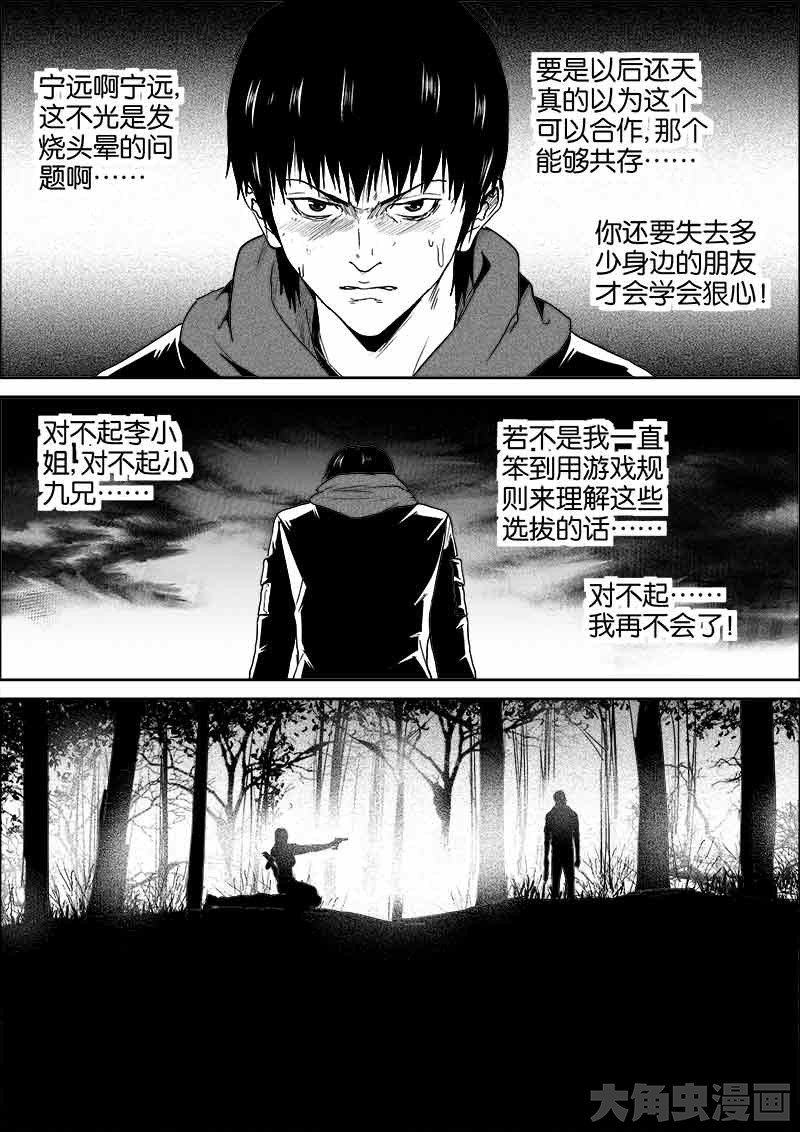 宁远啊宁远,
这不光是发
烧头晕的问
题啊……
要是以后还天
真的以为这个
可以合作,那个
能够共存……
你还要失去多
少身边的朋友
才会学会狠心!
对不起李小
姐,对不起小
九兄……
若不是我一直
笨到用游戏规
则来理解这些
选拔的话……
对不起……
我再不会了!
大角虫漫画